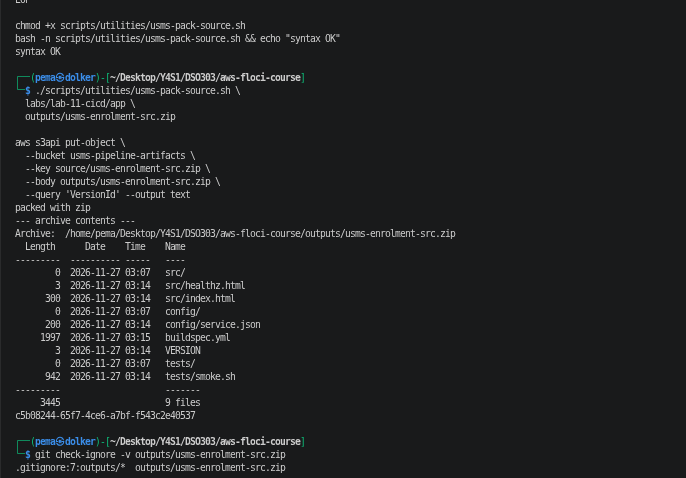 EOF
chmod +x scripts/utilities/usms-pack-source.sh
bash -n scripts/utilities/usms-pack-source.sh && echo "syntax OK"
syntax OK
┌──(pema㉿dolker)-[~/Desktop/Y4S1/DSO303/aws-floci-course]
└─$ ./scripts/utilities/usms-pack-source.sh \
  labs/lab-11-cicd/app \
  outputs/usms-enrolment-src.zip
aws s3api put-object \
  --bucket usms-pipeline-artifacts \
  --key source/usms-enrolment-src.zip \
  --body outputs/usms-enrolment-src.zip \
  --query 'VersionId' --output text
packed with zip
--- archive contents ---
Archive:  /home/pema/Desktop/Y4S1/DSO303/aws-floci-course/outputs/usms-enrolment-src.zip
  Length      Date    Time    Name
---------  ---------- -----   ----
        0  2026-11-27 03:07   src/
        3  2026-11-27 03:14   src/healthz.html
      300  2026-11-27 03:14   src/index.html
        0  2026-11-27 03:07   config/
      200  2026-11-27 03:14   config/service.json
     1997  2026-11-27 03:15   buildspec.yml
        3  2026-11-27 03:14   VERSION
        0  2026-11-27 03:07   tests/
      942  2026-11-27 03:14   tests/smoke.sh
---------                     -------
     3445                     9 files
c5b08244-65f7-4ce6-a7bf-f543c2e40537
┌──(pema㉿dolker)-[~/Desktop/Y4S1/DSO303/aws-floci-course]
└─$ git check-ignore -v outputs/usms-enrolment-src.zip
.gitignore:7:outputs/*  outputs/usms-enrolment-src.zip